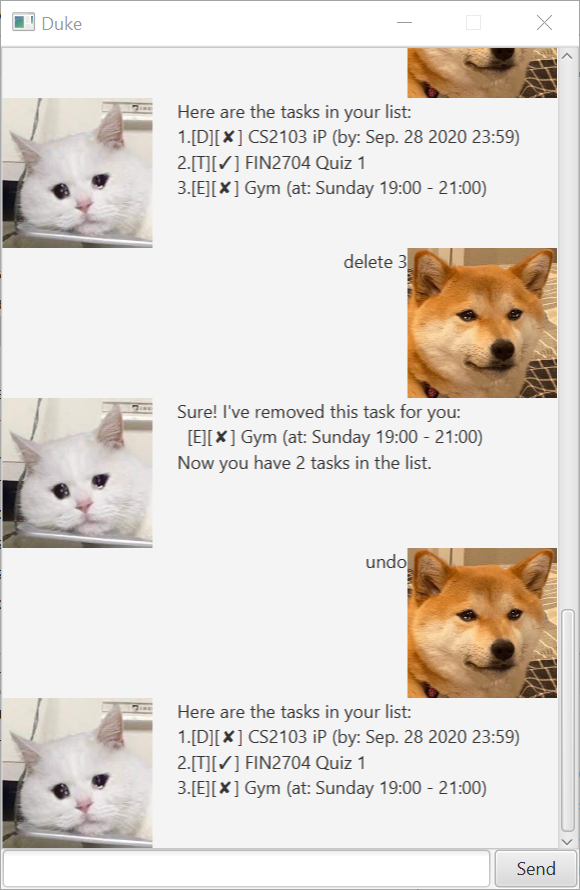 Duke
Here are the tasks in your list:
1.[D][✘] CS2103 iP (by: Sep. 28 2020 23:59)
2.[T][✓] FIN2704 Quiz 1
3.[E][✘] Gym (at: Sunday 19:00 - 21:00)
delete 3
Sure! I've removed this task for you:
[E][✘] Gym (at: Sunday 19:00 - 21:00)
Now you have 2 tasks in the list.
undo
Here are the tasks in your list:
1.[D][✘] CS2103 iP (by: Sep. 28 2020 23:59)
2.[T][✓] FIN2704 Quiz 1
3.[E][✘] Gym (at: Sunday 19:00 - 21:00)
Send